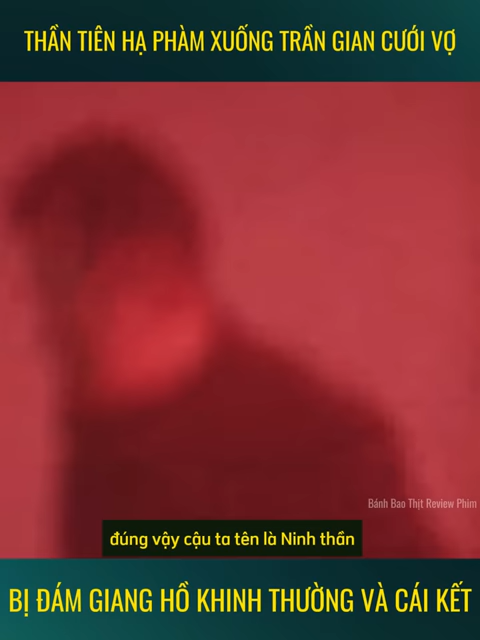 THẦN TIÊN HẠ PHÀM XUỐNG TRẦN GIAN CƯỚI VỢ
Bánh Bao Thịt Review Phim
đúng vậy cậu ta tên là Ninh thần
BỊ ĐÁM GIANG HỒ KHINH THƯỜNG VÀ CÁI KẾT